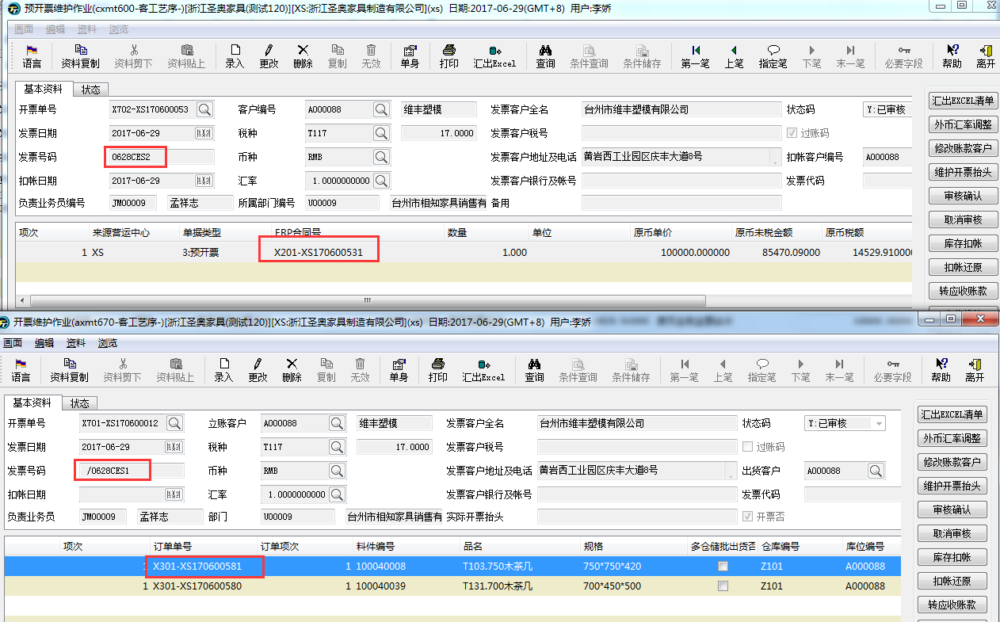 预开票维护作业(cxmt600-客工艺序-)[浙江圣奥家具(测试120)][XS:浙江圣奥家具制造有限公司](xs) 日期:2017-06-29(GMT+8) 用户:李娇
画面 编辑 资料 浏览
语言 资料复制 资料剪下 资料贴上 录入 更改 删除 复制 无效 单身 打印 汇出Excel 查询 条件查询 条件储存 第一笔 上笔 指定笔 下笔 末一笔 必要字段 帮助 离开
基本资料 状态
开票单号 X702-XS170600053 客户编号 A000088 维丰塑模 发票客户全名 台州市维丰塑模有限公司 状态码 Y:已审核
发票日期 2017-06-29 税种 T117 17.0000 发票客户税号 过账码
发票号码 0628CES2 币种 RMB 发票客户地址及电话 黄岩西工业园区庆丰大道8号 扣帐客户编号 A000088
扣帐日期 2017-06-29 汇率 1.0000000000 发票客户银行及帐号 发票代码
负责业务员编号 JM00009 孟祥志 所属部门编号 U00009 台州市相知家具销售有 备用
项次 来源营运中心 单据类型 ERP合同号 数量 单位 原币单价 原币未税金额 原币税额
1 XS 3:预开票 X201-XS170600531 1.000 100000.000000 85470.09000 14529.91000
汇出EXCEL清单
外币汇率调整
修改账款客户
维护开票抬头
审核确认
取消审核
库存扣帐
扣帐还原
转应收账款
开票维护作业(axmt670-客工艺序-)[浙江圣奥家具(测试120)][XS:浙江圣奥家具制造有限公司](xs) 日期:2017-06-29(GMT+8) 用户:李娇
画面 编辑 资料 浏览
语言 资料复制 资料剪下 资料贴上 录入 更改 删除 复制 无效 单身 打印 汇出Excel 查询 条件查询 条件储存 第一笔 上笔 指定笔 下笔 末一笔 必要字段 帮助 离开
基本资料 状态
开票单号 X701-XS170600012 立账客户 A000088 维丰塑模 发票客户全名 台州市维丰塑模有限公司 状态码 Y:已审核
发票日期 2017-06-29 税种 T117 17.0000 发票客户税号 过账码
发票号码 /0628CES1 币种 RMB 发票客户地址及电话 黄岩西工业园区庆丰大道8号 出货客户 A000088
扣帐日期 汇率 1.0000000000 发票客户银行及帐号 发票代码
负责业务员 JM00009 孟祥志 部门 U00009 台州市相知家具销售有 实际开票抬头 开票否
项次 订单单号 订单项次 料件编号 品名 规格 多仓储批出货否 仓库编号 库位编号
1 X301-XS170600581 1 100040008 T103.750木茶几 750*750*420 Z101 A000088
1 X301-XS170600580 1 100040039 T131.700木茶几 700*450*500 Z101 A000088
汇出EXCEL清单
外币汇率调整
修改账款客户
维护开票抬头
审核确认
取消审核
库存扣帐
扣帐还原
转应收账款